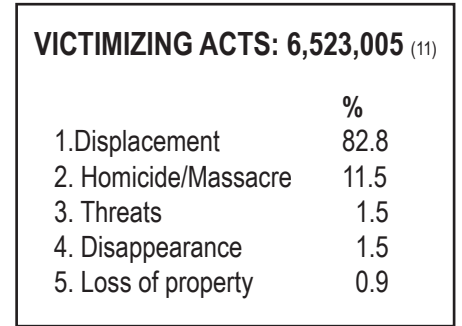 VICTIMIZING ACTS: 6,523,005 (11)
%
1.Displacement 82.8
2. Homicide/Massacre 11.5
3. Threats 1.5
4. Disappearance 1.5
5. Loss of property 0.9